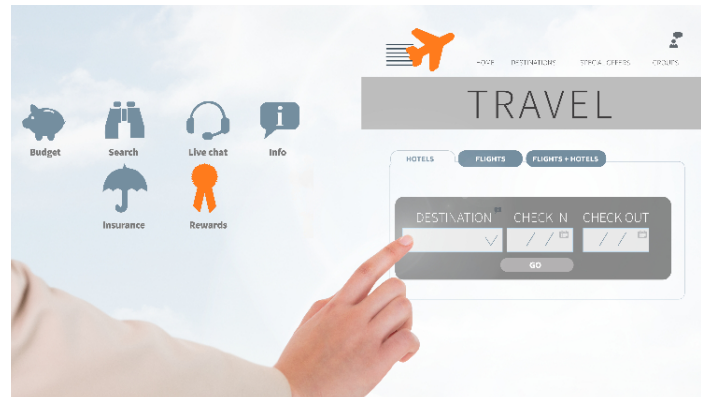 HOME DESTINATIONS SPECIAL OFFERS GROUPS
TRAVEL
HOTELS FLIGHTS FLIGHTS + HOTELS
Budget Search Live chat Info
Insurance Rewards
DESTINATION CHECK IN CHECK OUT
/ / / /
GO